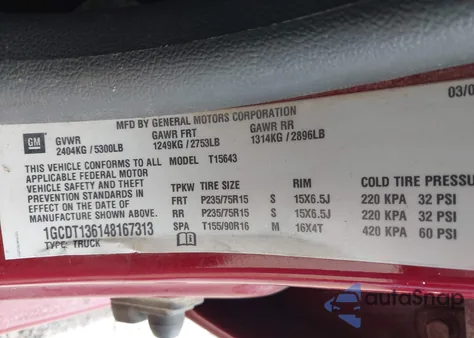 03/0
MFD BY GENERAL MOTORS CORPORATION
GM GVWR GAWR FRT GAWR RR
2404KG / 5300LB 1249KG / 2753LB 1314KG / 2896LB
THIS VEHICLE CONFORMS TO ALL MODEL T15643
APPLICABLE FEDERAL MOTOR
VEHICLE SAFETY AND THEFT TPKW TIRE SIZE RIM COLD TIRE PRESSU
PREVENTION STANDARDS FRT P235/75R15 S 15X6.5J 220 KPA 32 PSI
EFFECT ON THE DATE OF RR P235/75R15 S 15X6.5J 220 KPA 32 PSI
MANUFACTURE SHOWN ABOVE. SPA T155/90R16 M 16X4T 420 KPA 60 PSI
1GCDT136148167313
TYPE: TRUCK
autoSnap